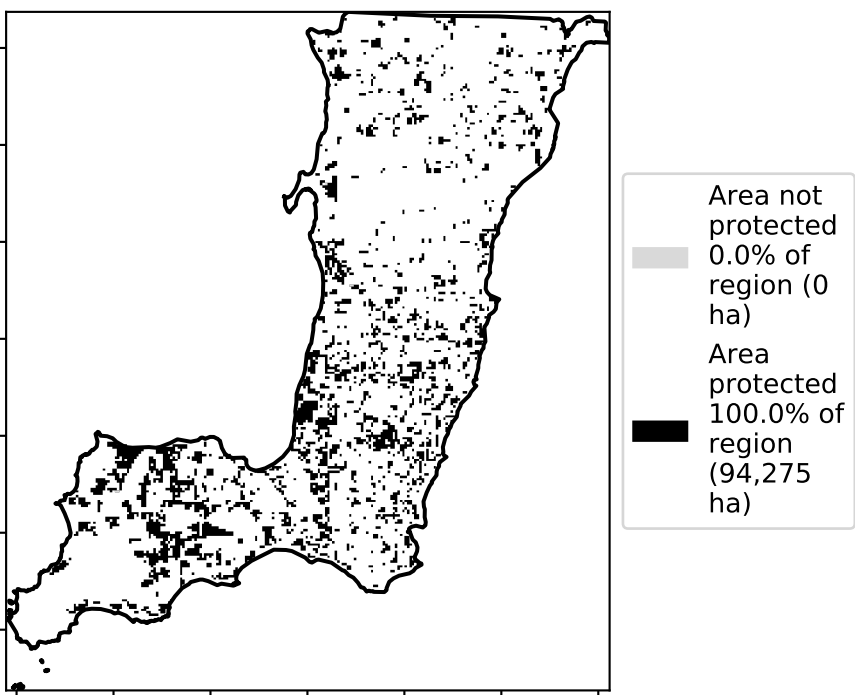 Area not
protected
0.0% of
region (0
ha)
Area
protected
100.0% of
region
(94,275
ha)